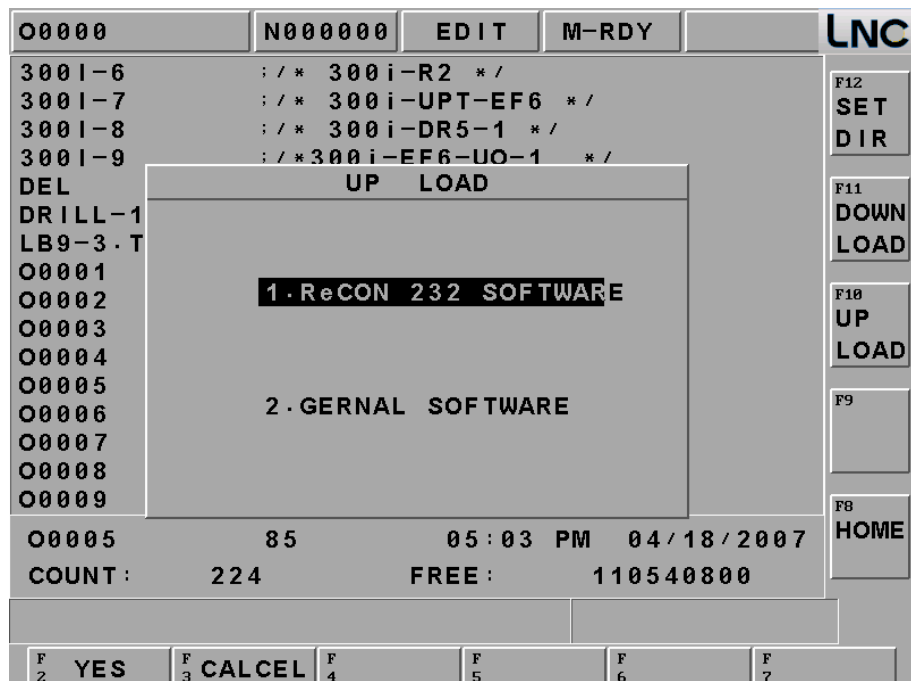 O0000 N000000 EDIT M-RDY LNC
300I-6 ;/* 300i-R2 */
300I-7 ;/* 300i-UPT-EF6 */
300I-8 ;/* 300i-DR5-1 */
300I-9 ;/*300i-EF6-UO-1 */
DEL
DRILL-1
LB9-3.T
O0001
O0002
O0003
O0004
O0005
O0006
O0007
O0008
O0009
UP LOAD
1.ReCON 232 SOFTWARE
2.GERNAL SOFTWARE
O0005 85 05:03 PM 04/18/2007
COUNT: 224 FREE: 110540800
F12
SET
DIR
F11
DOWN
LOAD
F10
UP
LOAD
F9
F8
HOME
F2 YES F3 CALCEL F4 F5 F6 F7